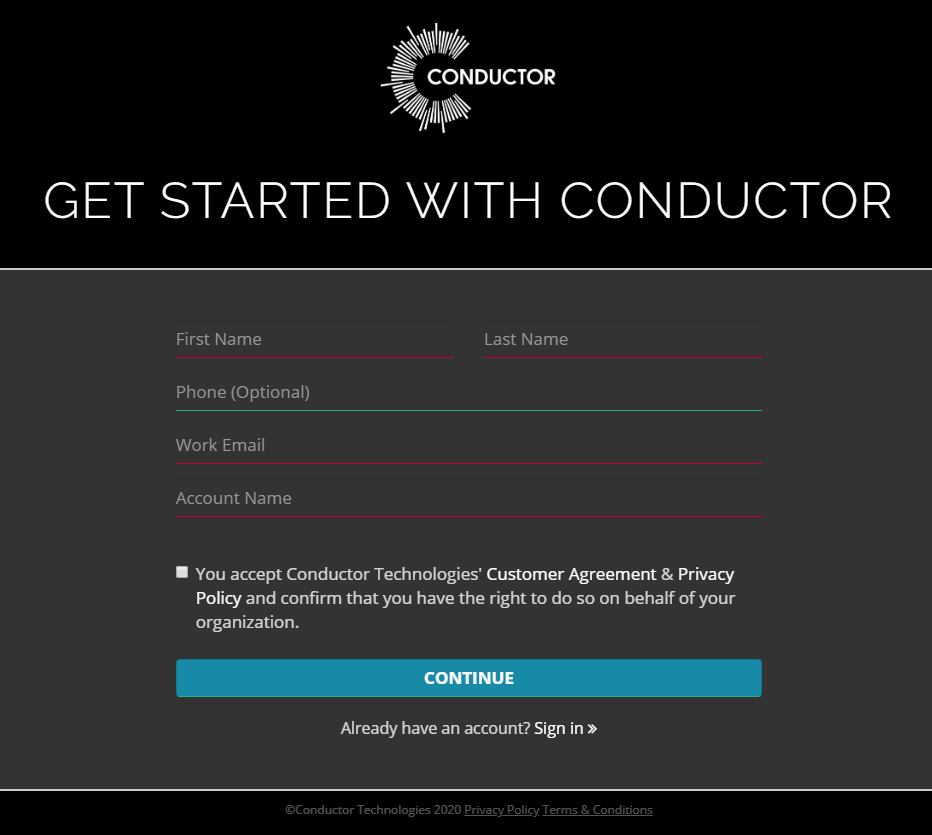 CONDUCTOR
GET STARTED WITH CONDUCTOR
First Name
Last Name
Phone (Optional)
Work Email
Account Name
You accept Conductor Technologies' Customer Agreement & Privacy
Policy and confirm that you have the right to do so on behalf of your
organization.
CONTINUE
Already have an account? Sign in »
©Conductor Technologies 2020 Privacy Policy Terms & Conditions